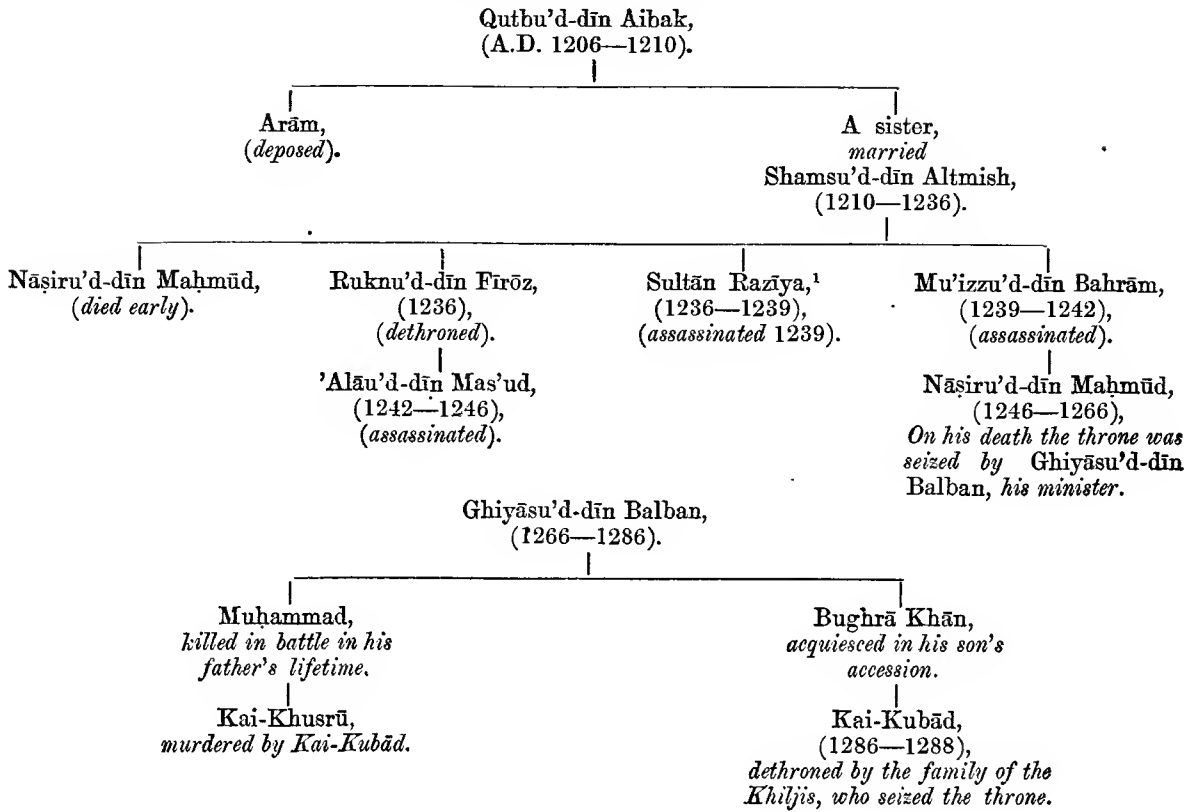 Qutbu’d-dīn Aibak,
(A.D. 1206—1210).
Arām,
(deposed).
A sister,
married
Shamsu’d-dīn Altmish,
(1210—1236).
Nāṣiru’d-dīn Maḥmūd,
(died early).
Ruknu’d-dīn Fīrōz,
(1236),
(dethroned).
’Alāu’d-dīn Mas’ud,
(1242—1246),
(assassinated).
Sultān Razīya,¹
(1236—1239),
(assassinated 1239).
Mu’izzu’d-dīn Bahrām,
(1239—1242),
(assassinated).
Nāṣiru’d-dīn Maḥmūd,
(1246—1266),
On his death the throne was
seized by Ghiyāsu’d-dīn
Balban, his minister.
Ghiyāsu’d-dīn Balban,
(1266—1286).
Muḥammad,
killed in battle in his
father’s lifetime.
Kai-Khusrū,
murdered by Kai-Kubād.
Bughrā Khān,
acquiesced in his son’s
accession.
Kai-Kubād,
(1286—1288),
dethroned by the family of the
Khiljis, who seized the throne.